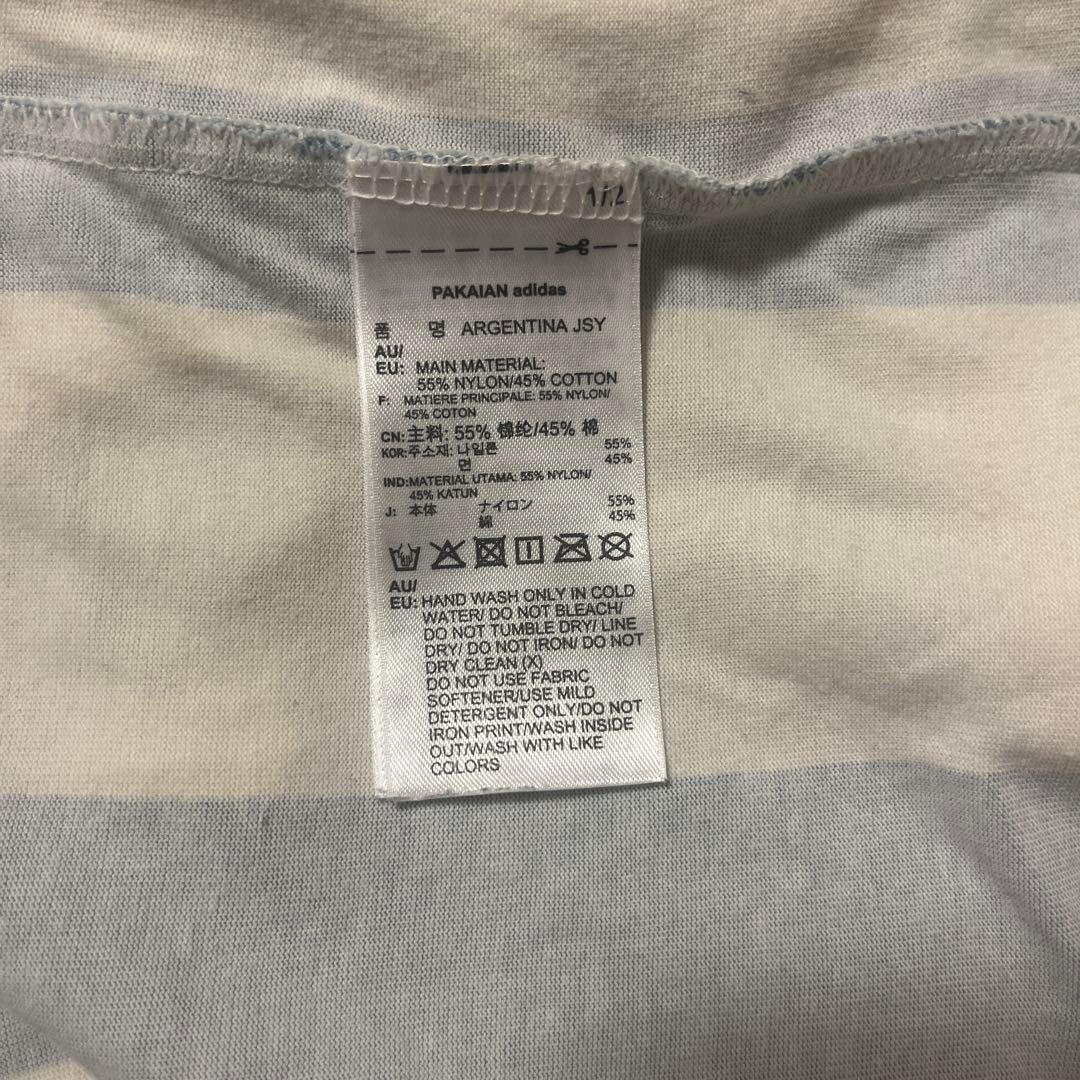 1/2
PAKAIAN adidas
품 명 ARGENTINA JSY
AU/
EU: MAIN MATERIAL:
55% NYLON/45% COTTON
F: MATIERE PRINCIPALE: 55% NYLON/
45% COTON
CN:主料: 55% 锦纶/45% 棉
KOR:주소재: 나일론 55%
면 45%
IND:MATERIAL UTAMA: 55% NYLON/
45% KATUN
J: 本体 ナイロン 55%
綿 45%
AU/
EU: HAND WASH ONLY IN COLD
WATER/ DO NOT BLEACH/
DO NOT TUMBLE DRY/ LINE
DRY/ DO NOT IRON/ DO NOT
DRY CLEAN (X)
DO NOT USE FABRIC
SOFTENER/USE MILD
DETERGENT ONLY/DO NOT
IRON PRINT/WASH INSIDE
OUT/WASH WITH LIKE
COLORS